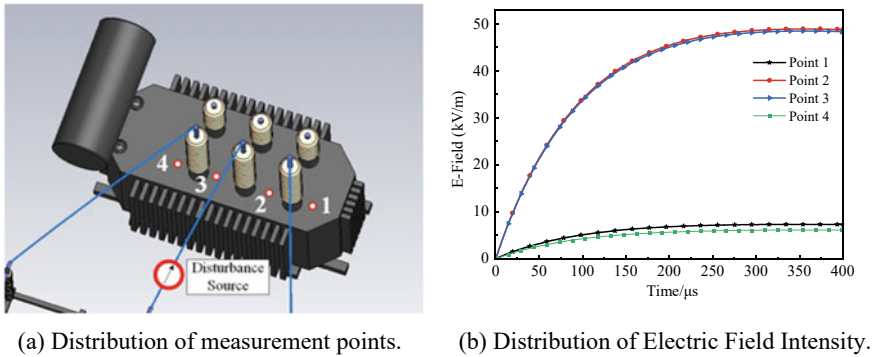 4
3
2
1
Disturbance
Source
E-Field (kV/m)
50
40
30
20
10
0
Point 1
Point 2
Point 3
Point 4
0 50 100 150 200 250 300 350 400
Time/μs
(a) Distribution of measurement points.
(b) Distribution of Electric Field Intensity.